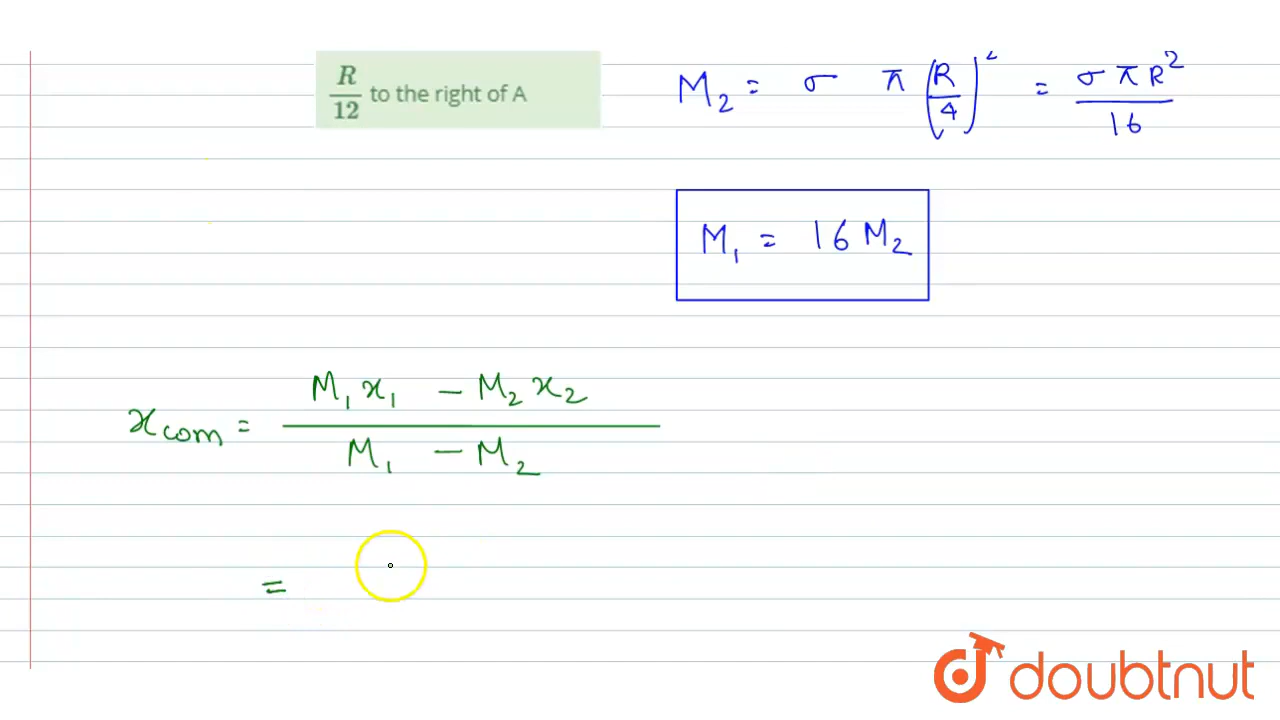 R/12 to the right of A
M₂ = σ π (R/4)² = σπR²/16
M₁ = 16 M₂
x_com = (M₁x₁ − M₂x₂)/(M₁ − M₂)
=
doubtnut